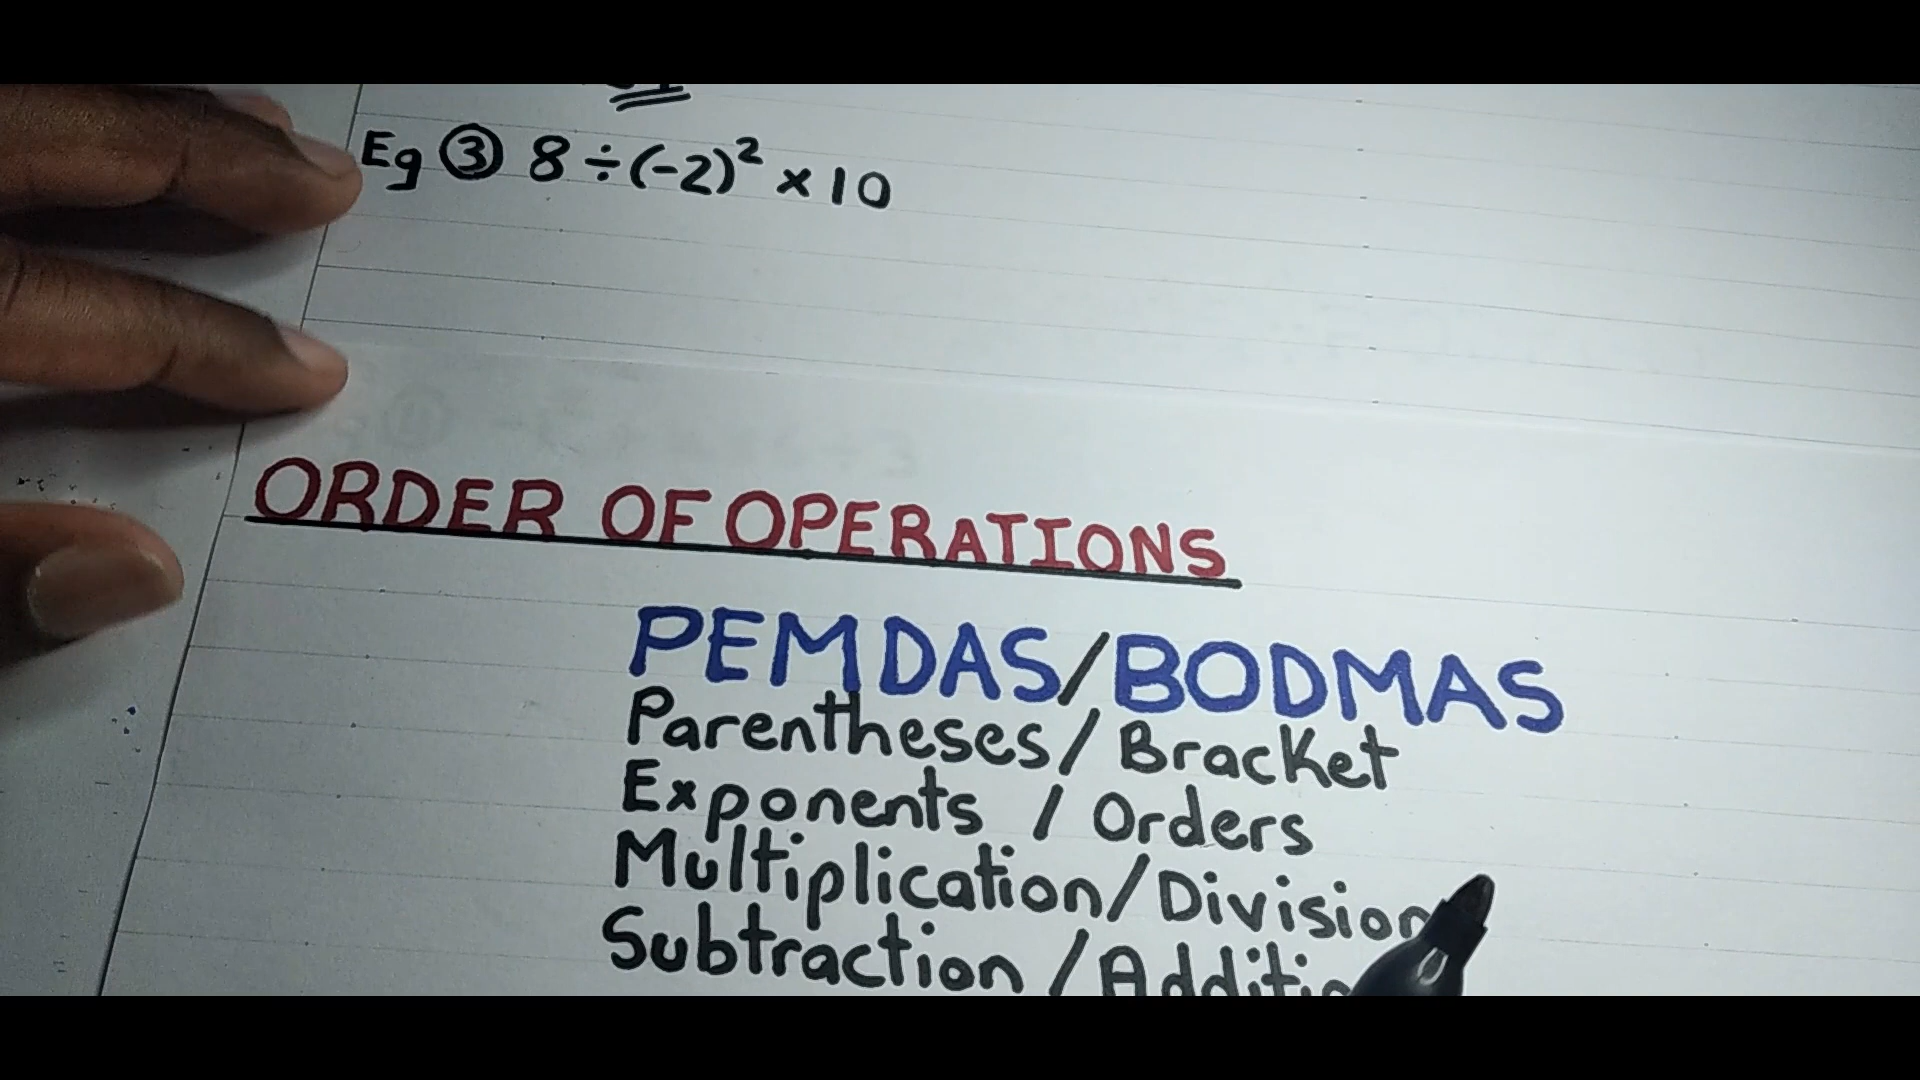 Eg ③ 8 ÷ (-2)² × 10
ORDER OF OPERATIONS
PEMDAS/BODMAS
Parentheses/Bracket
Exponents / Orders
Multiplication/Division
Subtraction /